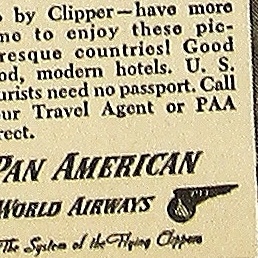 by Clipper—have more
me to enjoy these pic-
resque countries! Good
od, modern hotels. U. S.
urists need no passport. Call
ur Travel Agent or PAA
rect.
PAN AMERICAN
WORLD AIRWAYS
The System of the Flying Clippers